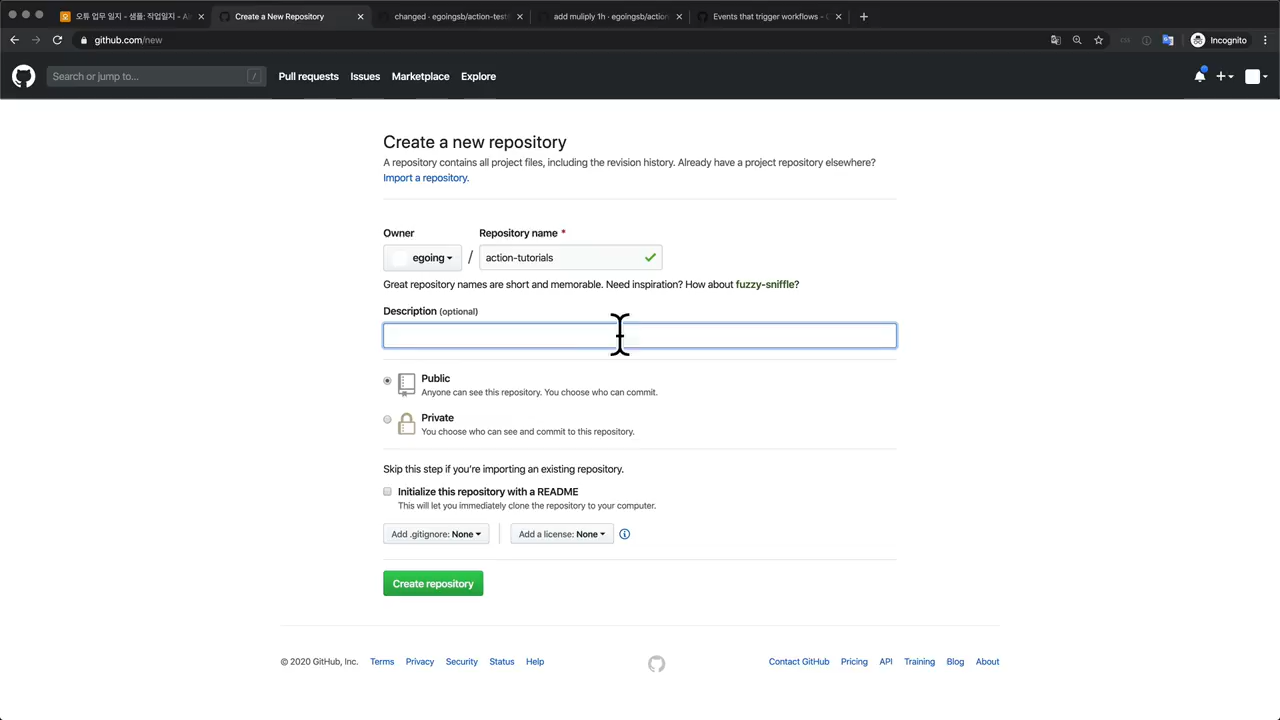 오튜 업무 일지 - 샘플: 작업일지 - Ai
Create a New Repository
changed · egoingsb/action-teste
add muliply 1h · egoingsb/action
Events that trigger workflows - G
github.com/new
Incognito
Search or jump to...
/
Pull requests
Issues
Marketplace
Explore
Create a new repository
A repository contains all project files, including the revision history. Already have a project repository elsewhere?
Import a repository.
Owner
Repository name *
egoing
/
action-tutorials
Great repository names are short and memorable. Need inspiration? How about fuzzy-sniffle?
Description (optional)
Public
Anyone can see this repository. You choose who can commit.
Private
You choose who can see and commit to this repository.
Skip this step if you're importing an existing repository.
Initialize this repository with a README
This will let you immediately clone the repository to your computer.
Add .gitignore: None
Add a license: None
Create repository
© 2020 GitHub, Inc.
Terms
Privacy
Security
Status
Help
Contact GitHub
Pricing
API
Training
Blog
About